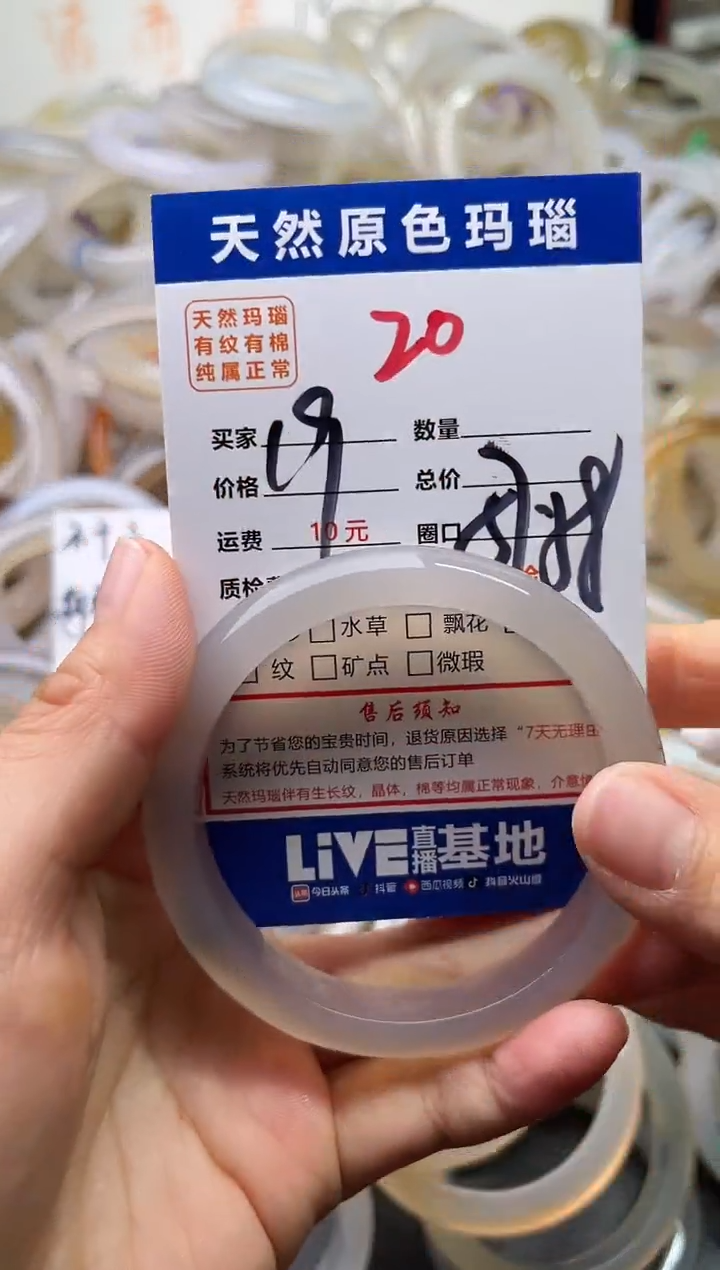 天然原色玛瑙
天然玛瑙
有纹有棉
纯属正常
20
买家
数量
价格
总价
运费 10元
圈口
质检
水草 飘花
纹 矿点 微瑕
售后须知
为了节省您的宝贵时间，退货原因选择“7天无理由
系统将优先自动同意您的售后订单
天然玛瑙伴有生长纹，晶体，棉等均属正常现象，介意慎
LIVE直播基地
今日头条 抖音 西瓜视频 抖音火山版